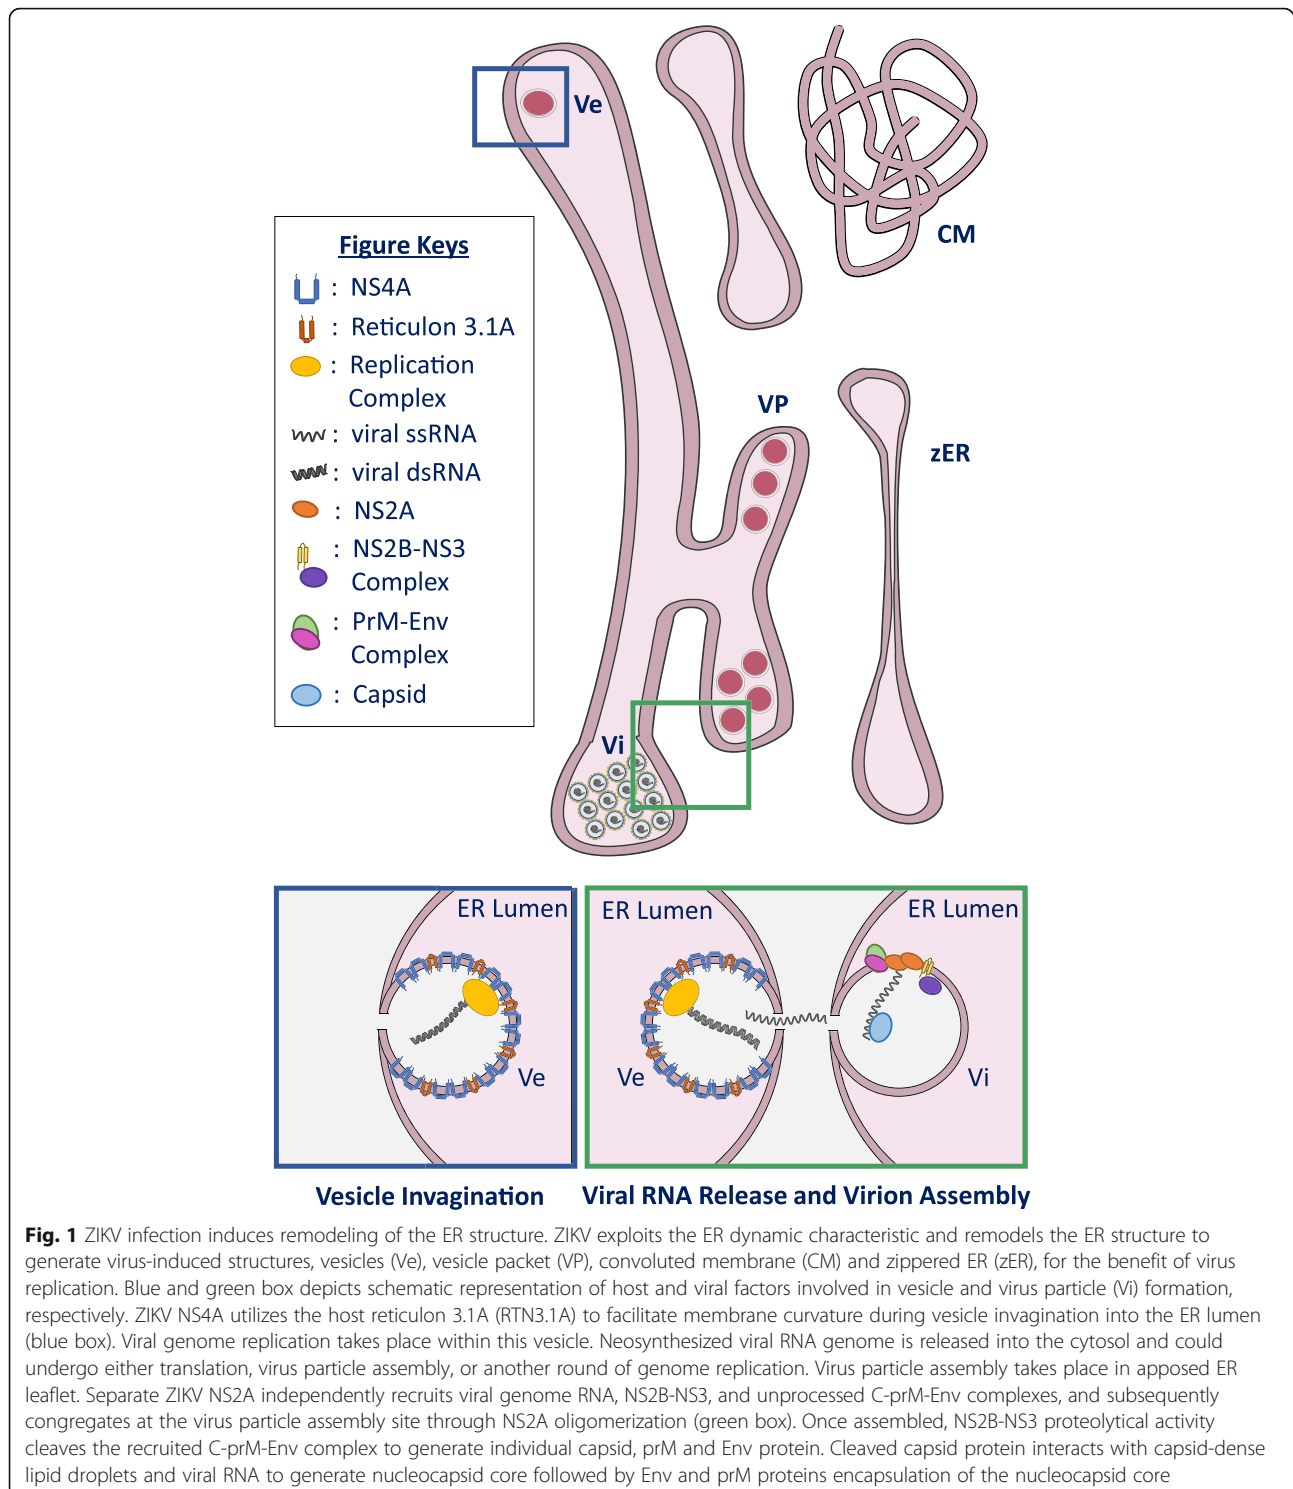 Ve
CM
Figure Keys
: NS4A
: Reticulon 3.1A
: Replication
Complex
: viral ssRNA
: viral dsRNA
: NS2A
: NS2B-NS3
Complex
: PrM-Env
Complex
: Capsid
VP
zER
Vi
ER Lumen
Ve
ER Lumen
ER Lumen
Ve
Vi
Vesicle Invagination
Viral RNA Release and Virion Assembly
Fig. 1 ZIKV infection induces remodeling of the ER structure. ZIKV exploits the ER dynamic characteristic and remodels the ER structure to
generate virus-induced structures, vesicles (Ve), vesicle packet (VP), convoluted membrane (CM) and zippered ER (zER), for the benefit of virus
replication. Blue and green box depicts schematic representation of host and viral factors involved in vesicle and virus particle (Vi) formation,
respectively. ZIKV NS4A utilizes the host reticulon 3.1A (RTN3.1A) to facilitate membrane curvature during vesicle invagination into the ER lumen
(blue box). Viral genome replication takes place within this vesicle. Neosynthesized viral RNA genome is released into the cytosol and could
undergo either translation, virus particle assembly, or another round of genome replication. Virus particle assembly takes place in apposed ER
leaflet. Separate ZIKV NS2A independently recruits viral genome RNA, NS2B-NS3, and unprocessed C-prM-Env complexes, and subsequently
congregates at the virus particle assembly site through NS2A oligomerization (green box). Once assembled, NS2B-NS3 proteolytical activity
cleaves the recruited C-prM-Env complex to generate individual capsid, prM and Env protein. Cleaved capsid protein interacts with capsid-dense
lipid droplets and viral RNA to generate nucleocapsid core followed by Env and prM proteins encapsulation of the nucleocapsid core